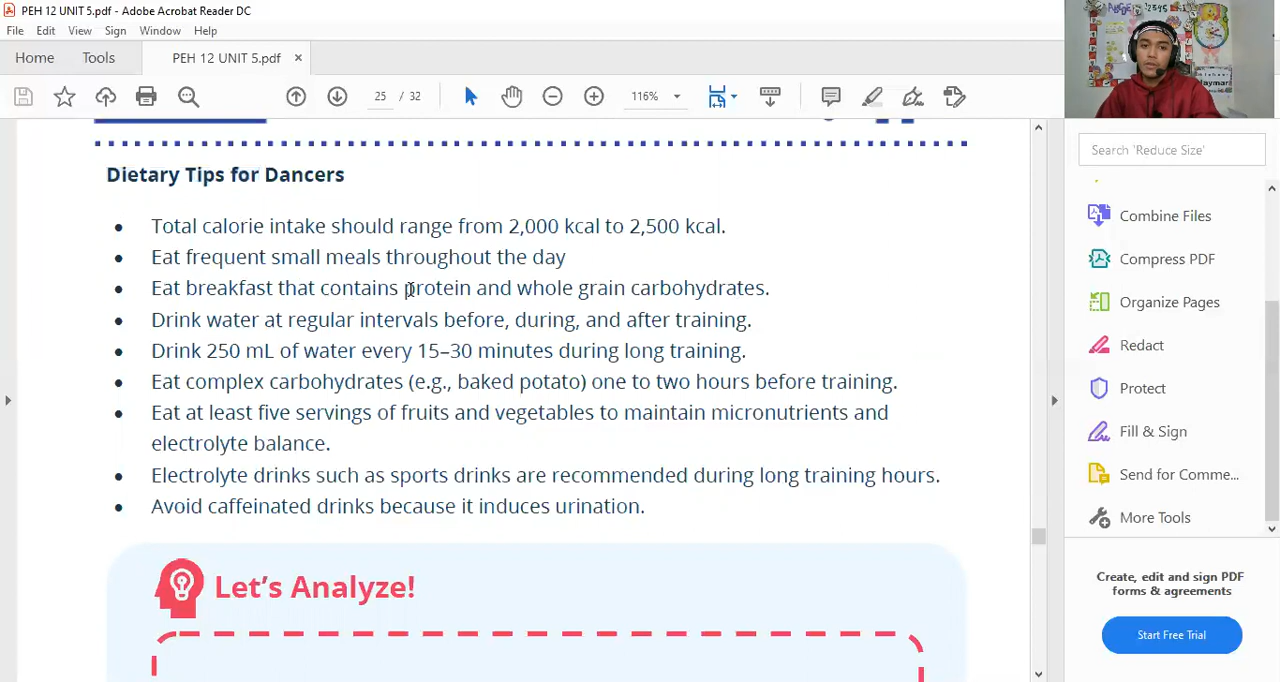 PEH 12 UNIT 5.pdf - Adobe Acrobat Reader DC
File Edit View Sign Window Help
Home Tools PEH 12 UNIT 5.pdf ×
25 / 32 116%
Search 'Reduce Size'
Dietary Tips for Dancers
• Total calorie intake should range from 2,000 kcal to 2,500 kcal.
• Eat frequent small meals throughout the day
• Eat breakfast that contains protein and whole grain carbohydrates.
• Drink water at regular intervals before, during, and after training.
• Drink 250 mL of water every 15–30 minutes during long training.
• Eat complex carbohydrates (e.g., baked potato) one to two hours before training.
• Eat at least five servings of fruits and vegetables to maintain micronutrients and
electrolyte balance.
• Electrolyte drinks such as sports drinks are recommended during long training hours.
• Avoid caffeinated drinks because it induces urination.
Let's Analyze!
Combine Files
Compress PDF
Organize Pages
Redact
Protect
Fill & Sign
Send for Comme...
More Tools
Create, edit and sign PDF
forms & agreements
Start Free Trial